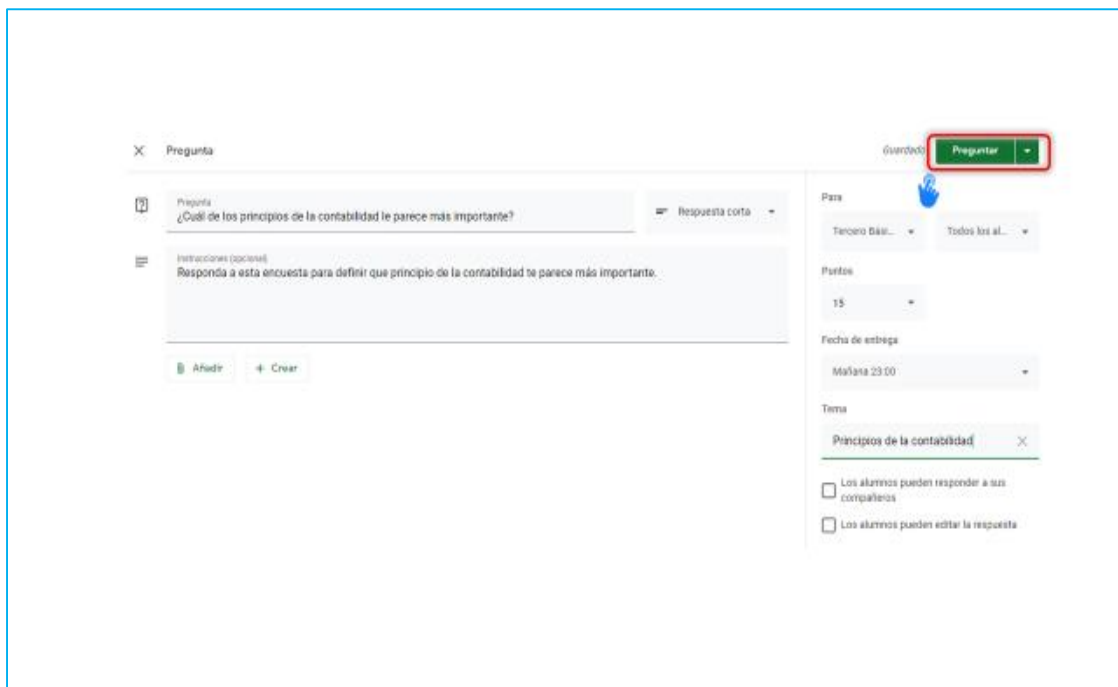 Pregunta
Guardado
Preguntar
Pregunta
¿Cuál de los principios de la contabilidad le parece más importante?
Respuesta corta
Instrucciones (opcional)
Responda a esta encuesta para definir que principio de la contabilidad te parece más importante.
Añadir
Crear
Para
Tercero Bási...
Todos los al...
Puntos
15
Fecha de entrega
Mañana 23:00
Tema
Principios de la contabilidad
Los alumnos pueden responder a sus
compañeros
Los alumnos pueden editar la respuesta